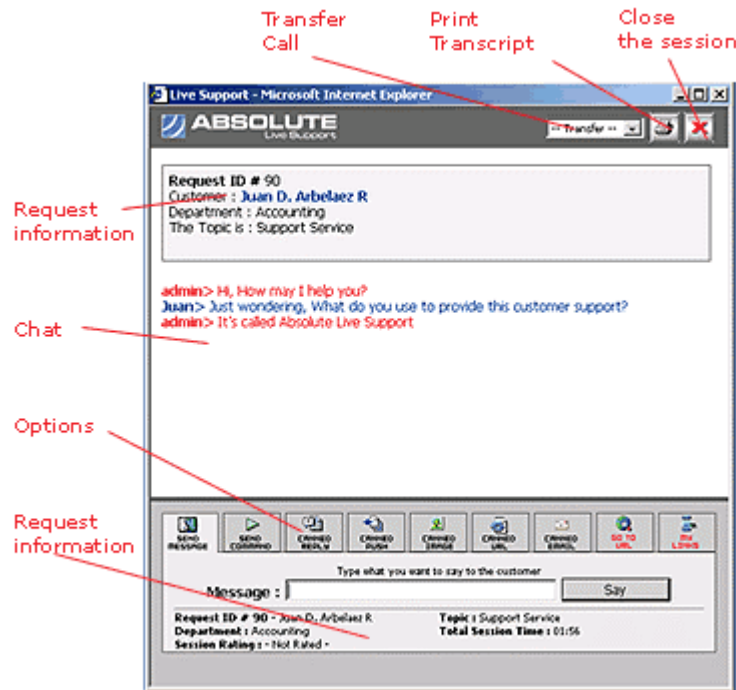 Transfer Call
Print Transcript
Close the session
Live Support - Microsoft Internet Explorer
ABSOLUTE
Live Support
-- Transfer --
Request ID # 90
Customer : Juan D. Arbelaez R
Department : Accounting
The Topic is : Support Service
Request information
admin> Hi, How may I help you?
Juan> Just wondering, What do you use to provide this customer support?
admin> It's called Absolute Live Support
Chat
Options
Request information
SEND MESSAGE
SEND COMMAND
CANNED REPLY
CANNED PUSH
CANNED IMAGE
CANNED URL
CANNED EMAIL
GO TO URL
MY LINKS
Type what you want to say to the customer
Message :
Say
Request ID # 90 - Juan D. Arbelaez R
Topic : Support Service
Department : Accounting
Total Session Time : 01:56
Session Rating : - Not Rated -